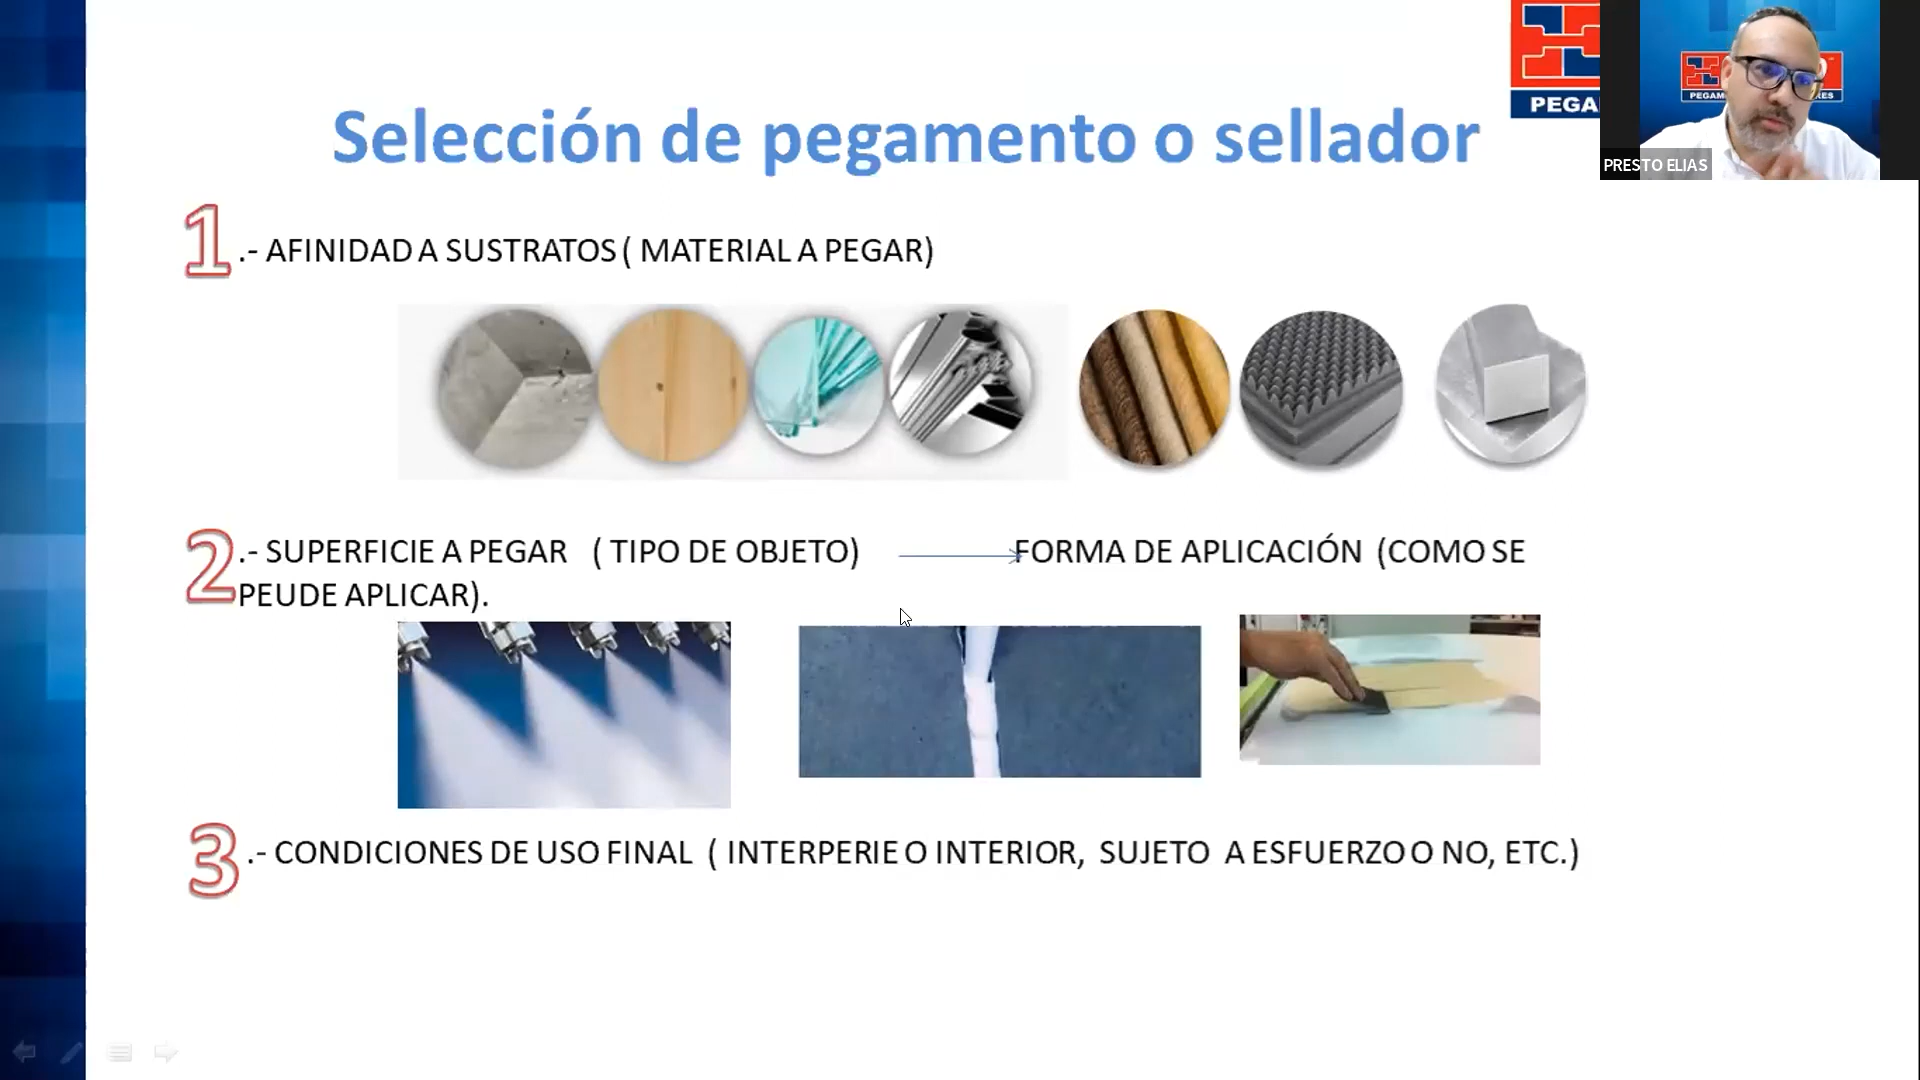 PEGA
PRESTO ELIAS
Selección de pegamento o sellador
1.- AFINIDAD A SUSTRATOS ( MATERIAL A PEGAR)
2.- SUPERFICIE A PEGAR ( TIPO DE OBJETO) FORMA DE APLICACIÓN (COMO SE
PEUDE APLICAR).
3.- CONDICIONES DE USO FINAL ( INTERPERIE O INTERIOR, SUJETO A ESFUERZO O NO, ETC.)